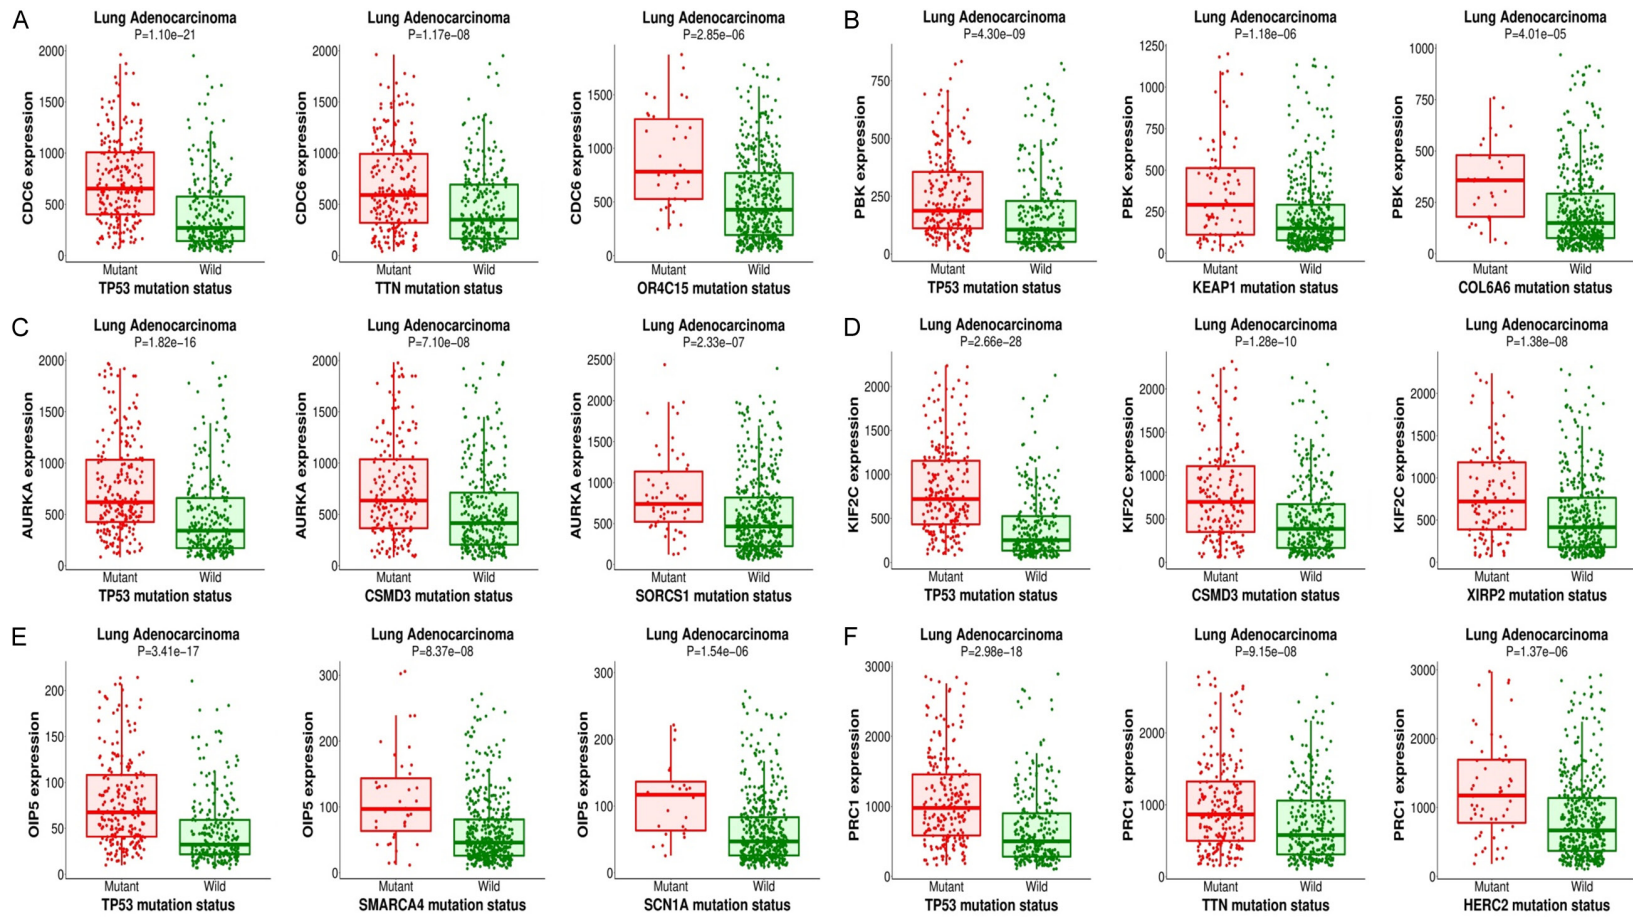 A
Lung Adenocarcinoma
P=1.10e−21
CDC6 expression
2000
1500
1000
500
0
Mutant Wild
TP53 mutation status
Lung Adenocarcinoma
P=1.17e−08
CDC6 expression
2000
1500
1000
500
0
Mutant Wild
TTN mutation status
Lung Adenocarcinoma
P=2.85e−06
CDC6 expression
1500
1000
500
0
Mutant Wild
OR4C15 mutation status
B
Lung Adenocarcinoma
P=4.30e−09
PBK expression
750
500
250
0
Mutant Wild
TP53 mutation status
Lung Adenocarcinoma
P=1.18e−06
PBK expression
1250
1000
750
500
250
0
Mutant Wild
KEAP1 mutation status
Lung Adenocarcinoma
P=4.01e−05
PBK expression
1000
750
500
250
0
Mutant Wild
COL6A6 mutation status
C
Lung Adenocarcinoma
P=1.82e−16
AURKA expression
2000
1500
1000
500
0
Mutant Wild
TP53 mutation status
Lung Adenocarcinoma
P=7.10e−08
AURKA expression
2000
1500
1000
500
0
Mutant Wild
CSMD3 mutation status
Lung Adenocarcinoma
P=2.33e−07
AURKA expression
2500
2000
1500
1000
500
0
Mutant Wild
SORCS1 mutation status
D
Lung Adenocarcinoma
P=2.66e−28
KIF2C expression
2000
1500
1000
500
0
Mutant Wild
TP53 mutation status
Lung Adenocarcinoma
P=1.28e−10
KIF2C expression
2000
1500
1000
500
0
Mutant Wild
CSMD3 mutation status
Lung Adenocarcinoma
P=1.38e−08
KIF2C expression
2000
1500
1000
500
0
Mutant Wild
XIRP2 mutation status
E
Lung Adenocarcinoma
P=3.41e−17
OIP5 expression
200
150
100
50
0
Mutant Wild
TP53 mutation status
Lung Adenocarcinoma
P=8.37e−08
OIP5 expression
300
200
100
0
Mutant Wild
SMARCA4 mutation status
Lung Adenocarcinoma
P=1.54e−06
OIP5 expression
300
200
100
0
Mutant Wild
SCN1A mutation status
F
Lung Adenocarcinoma
P=2.98e−18
PRC1 expression
3000
2000
1000
0
Mutant Wild
TP53 mutation status
Lung Adenocarcinoma
P=9.15e−08
PRC1 expression
2000
1000
0
Mutant Wild
TTN mutation status
Lung Adenocarcinoma
P=1.37e−06
PRC1 expression
3000
2000
1000
0
Mutant Wild
HERC2 mutation status